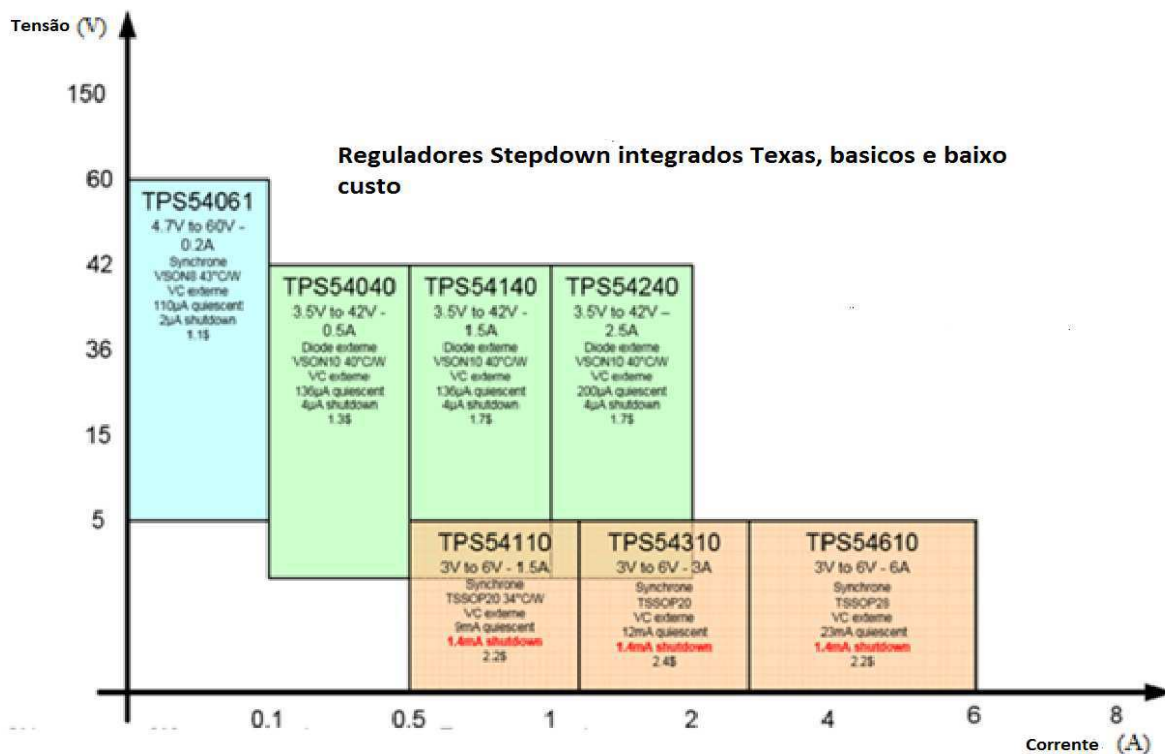 Tensão (V)
150
60
42
36
15
5
Reguladores Stepdown integrados Texas, basicos e baixo
custo
TPS54061
4.7V to 60V -
0.2A
Synchrone
VSON8 43°C/W
VC externe
110µA quiescent
2µA shutdown
1.1$
TPS54040
3.5V to 42V -
0.5A
Diode externe
VSON10 40°C/W
VC externe
136µA quiescent
4µA shutdown
1.3$
TPS54140
3.5V to 42V -
1.5A
Diode externe
VSON10 40°C/W
VC externe
136µA quiescent
4µA shutdown
1.7$
TPS54240
3.5V to 42V –
2.5A
Diode externe
VSON10 40°C/W
VC externe
200µA quiescent
4µA shutdown
1.7$
TPS54110
3V to 6V - 1.5A
Synchrone
TSSOP20 34°C/W
VC externe
9mA quiescent
1.4mA shutdown
2.2$
TPS54310
3V to 6V - 3A
Synchrone
TSSOP20
VC externe
12mA quiescent
1.4mA shutdown
2.4$
TPS54610
3V to 6V - 6A
Synchrone
TSSOP28
VC externe
23mA quiescent
1.4mA shutdown
2.2$
0.1 0.5 1 2 4 6 8
Corrente (A)